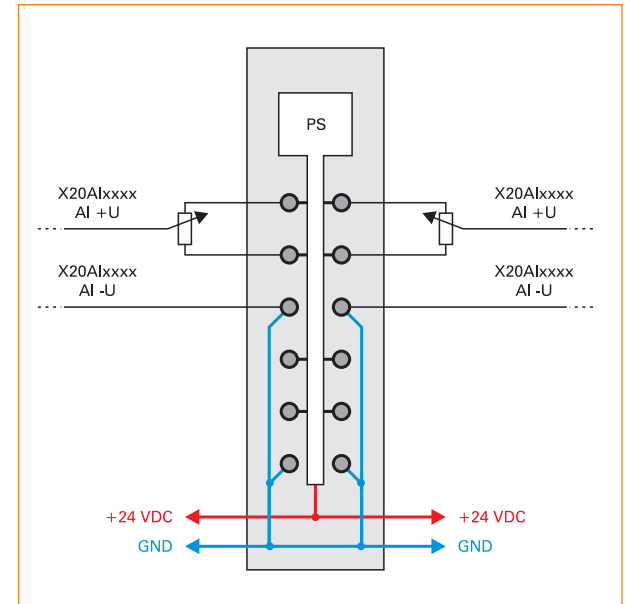 PS
X20AIxxxx
AI +U
X20AIxxxx
AI +U
X20AIxxxx
AI -U
X20AIxxxx
AI -U
+24 VDC
+24 VDC
GND
GND